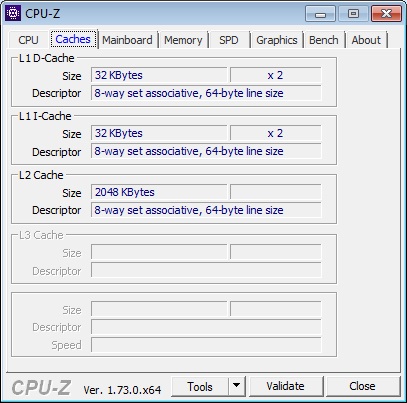 CPU-Z
CPU Caches Mainboard Memory SPD Graphics Bench About
L1 D-Cache
Size 32 KBytes x 2
Descriptor 8-way set associative, 64-byte line size
L1 I-Cache
Size 32 KBytes x 2
Descriptor 8-way set associative, 64-byte line size
L2 Cache
Size 2048 KBytes
Descriptor 8-way set associative, 64-byte line size
L3 Cache
Size
Descriptor
Size
Descriptor
Speed
CPU-Z Ver. 1.73.0.x64 Tools Validate Close